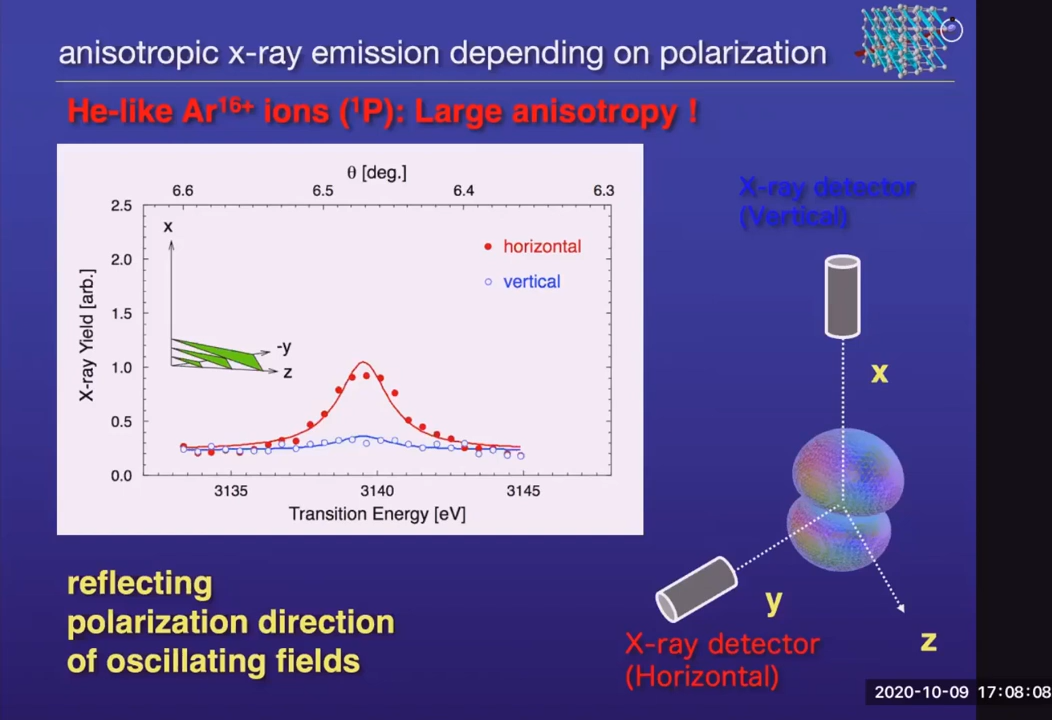 anisotropic x-ray emission depending on polarization
He-like Ar¹⁶⁺ ions (¹P): Large anisotropy !
θ [deg.]
6.6 6.5 6.4 6.3
2.5
2.0
1.5
1.0
0.5
0.0
X-ray Yield [arb.]
x
-y
z
horizontal
vertical
3135 3140 3145
Transition Energy [eV]
X-ray detector
(Vertical)
x
y
z
X-ray detector
(Horizontal)
reflecting
polarization direction
of oscillating fields
2020-10-09 17:08:08